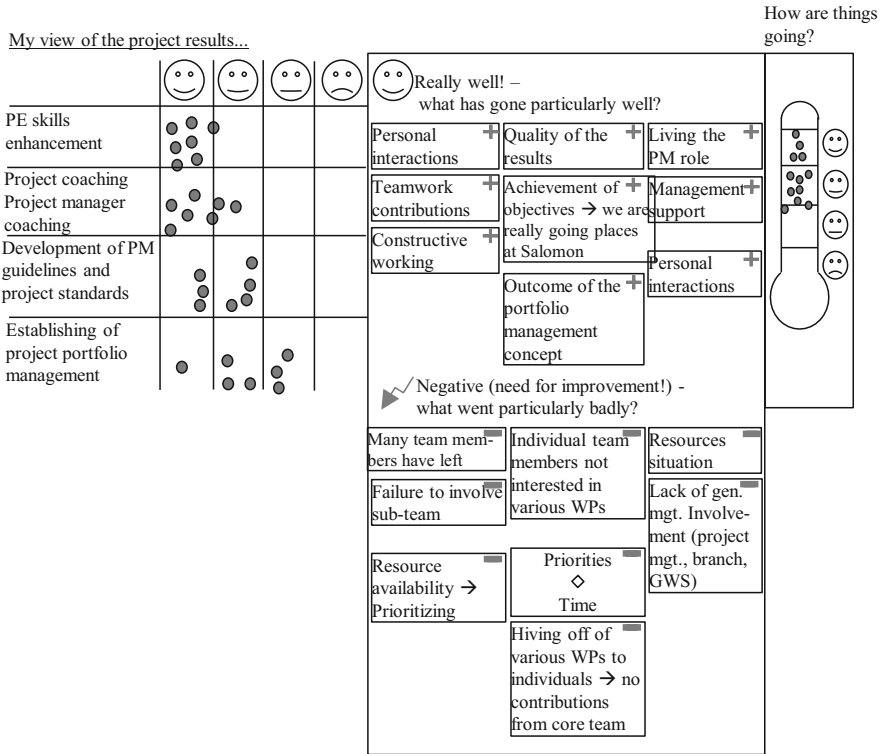 My view of the project results...
PE skills
enhancement
Project coaching
Project manager
coaching
Development of PM
guidelines and
project standards
Establishing of
project portfolio
management
Really well! –
what has gone particularly well?
Personal
interactions
Quality of the
results
Living the
PM role
Teamwork
contributions
Achievement of
objectives → we are
really going places
at Salomon
Management
support
Constructive
working
Personal
interactions
Outcome of the
portfolio
management
concept
Negative (need for improvement!) -
what went particularly badly?
Many team mem-
bers have left
Individual team
members not
interested in
various WPs
Resources
situation
Failure to involve
sub-team
Lack of gen.
mgt. Involve-
ment (project
mgt., branch,
GWS)
Resource
availability →
Prioritizing
Priorities
◇
Time
Hiving off of
various WPs to
individuals → no
contributions
from core team
How are things
going?